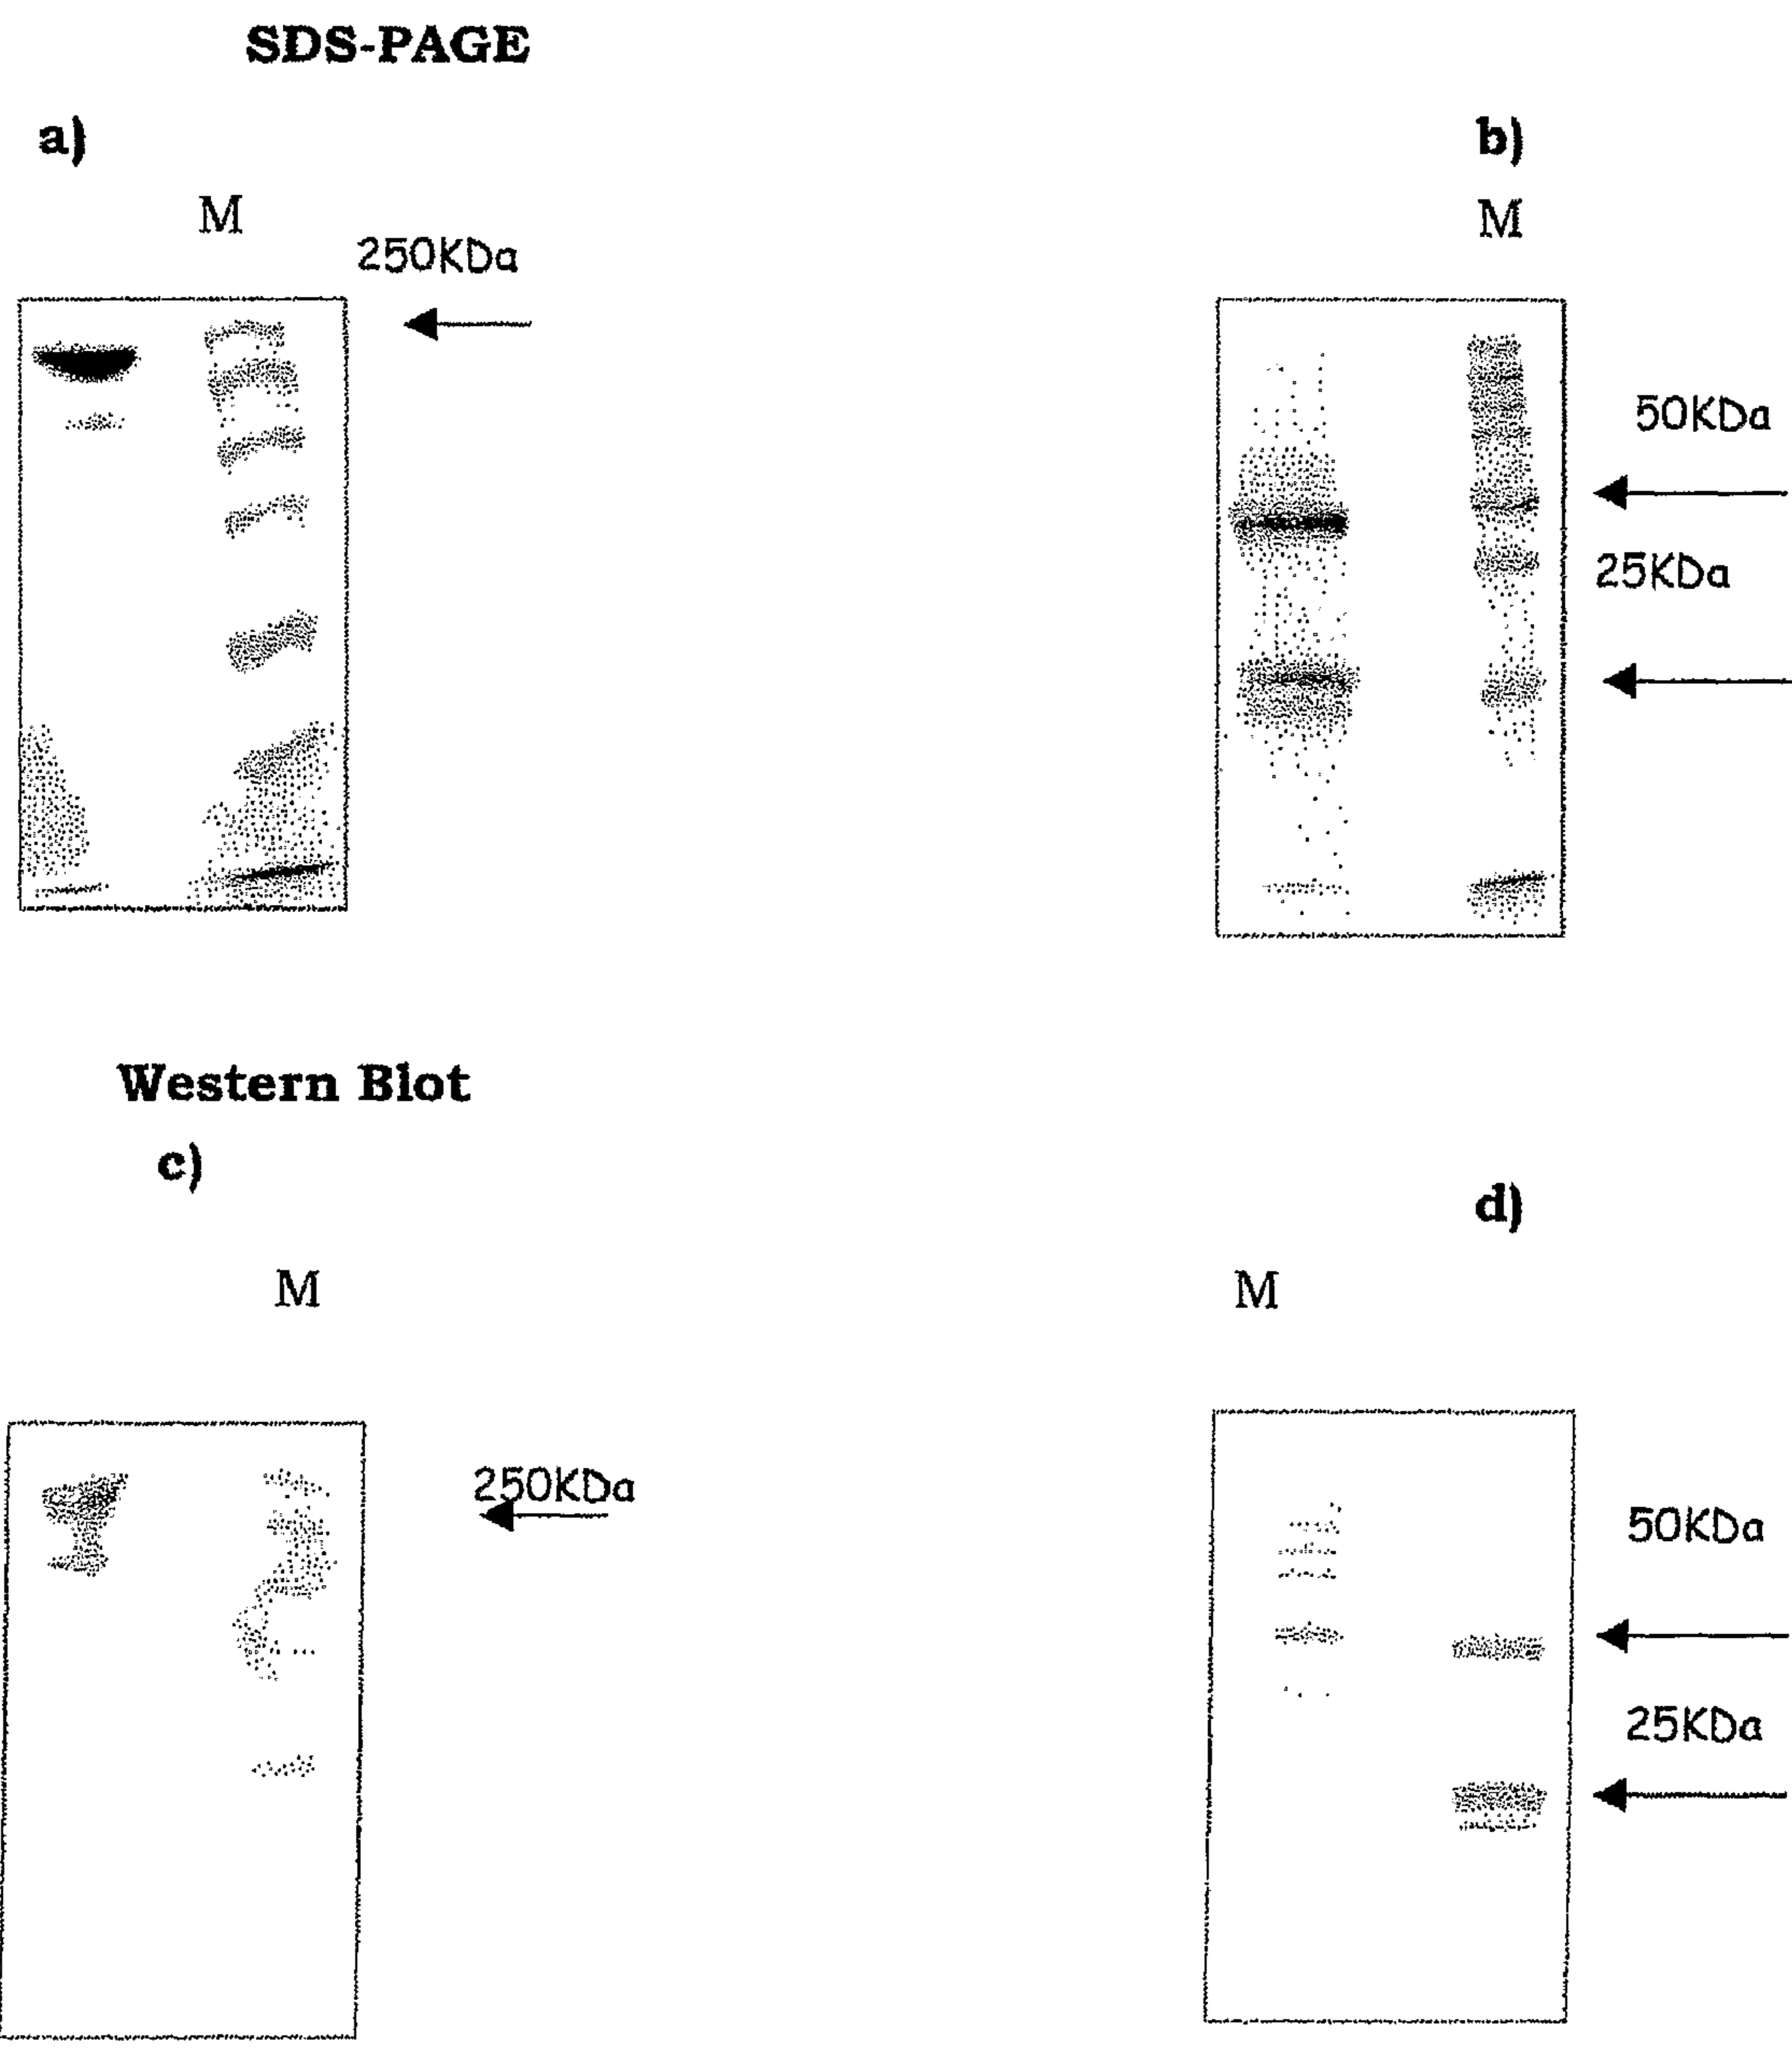 SDS-PAGE
a)
b)
M
M
250KDa
50KDa
25KDa
Western Blot
c)
d)
M
M
250KDa
50KDa
25KDa